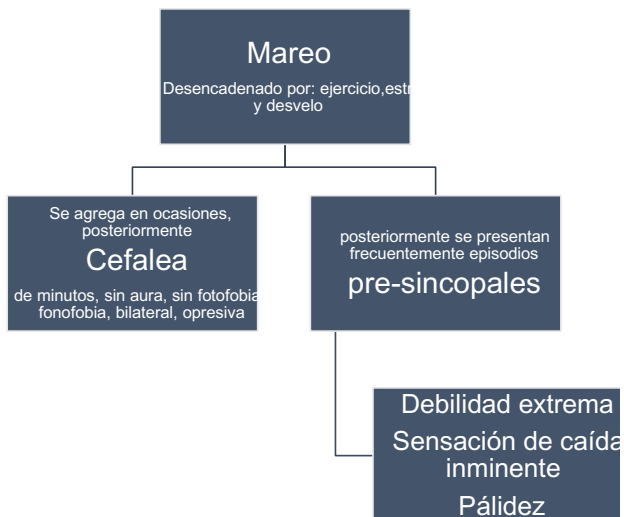 Mareo
Desencadenado por: ejercicio,estr
y desvelo
Se agrega en ocasiones,
posteriormente
Cefalea
de minutos, sin aura, sin fotofobia
fonofobia, bilateral, opresiva
posteriormente se presentan
frecuentemente episodios
pre-sincopales
Debilidad extrema
Sensación de caída
inminente
Pálidez